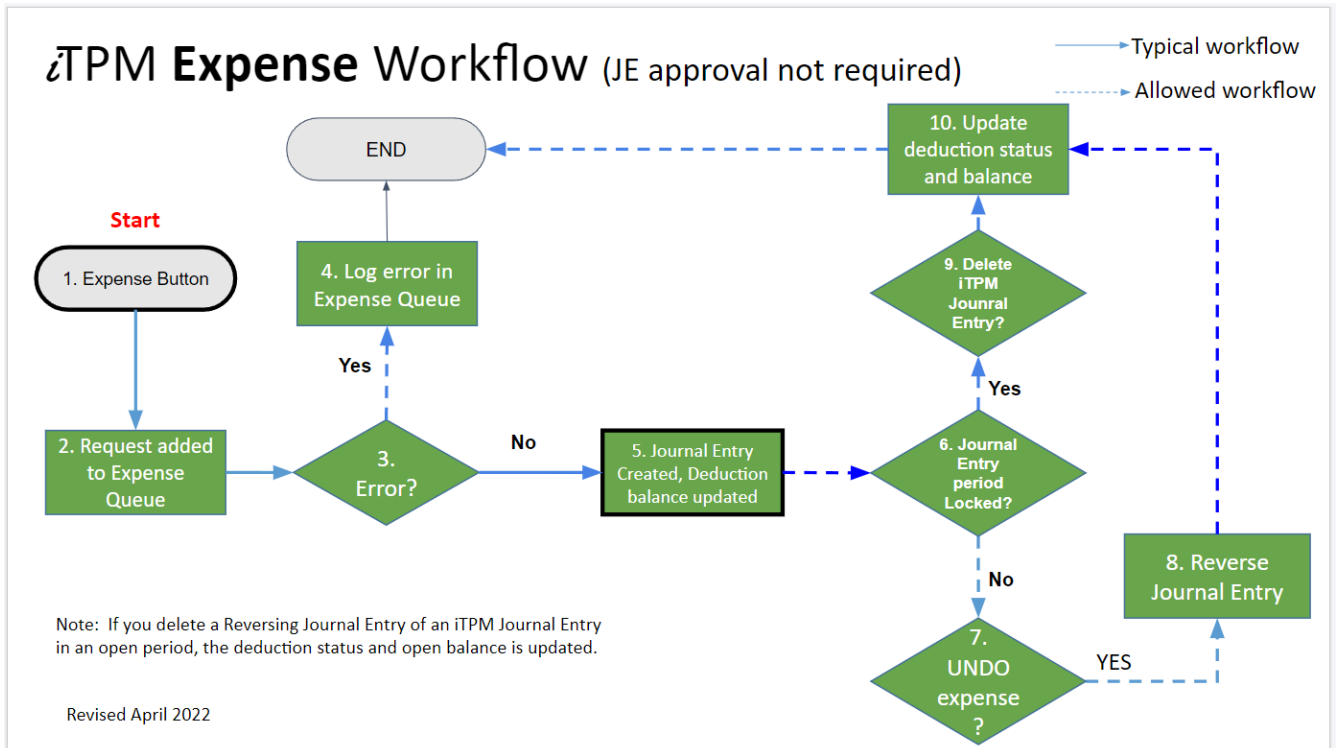 iTPM Expense Workflow (JE approval not required)
Typical workflow
Allowed workflow
END
10. Update
deduction status
and balance
Start
1. Expense Button
4. Log error in
Expense Queue
9. Delete
iTPM
Jounral
Entry?
Yes
Yes
2. Request added
to Expense
Queue
3.
Error?
No
5. Journal Entry
Created, Deduction
balance updated
6. Journal
Entry
period
Locked?
No
8. Reverse
Journal Entry
7.
UNDO
expense
?
YES
Note: If you delete a Reversing Journal Entry of an iTPM Journal Entry
in an open period, the deduction status and open balance is updated.
Revised April 2022